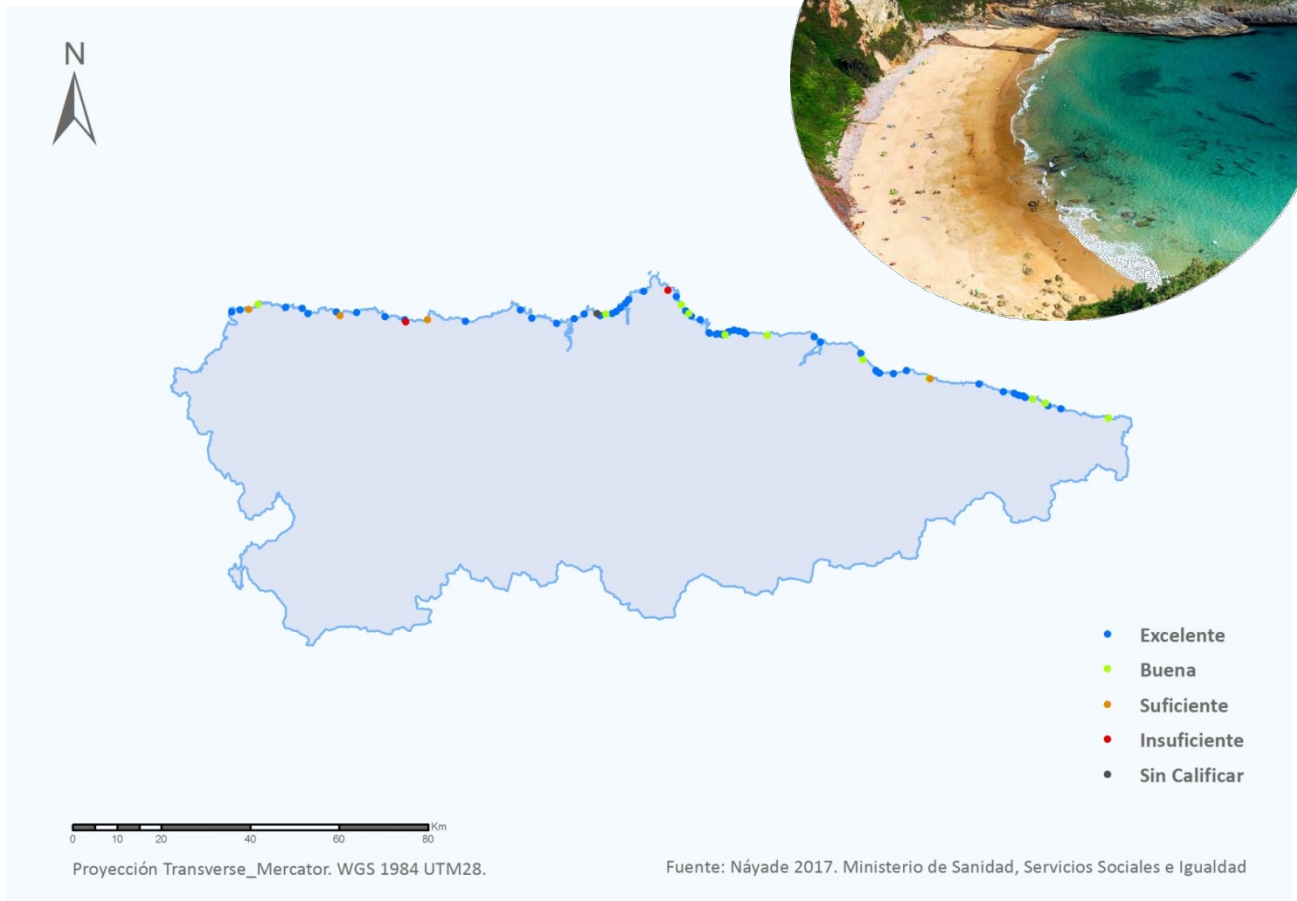 N
Excelente
Buena
Suficiente
Insuficiente
Sin Calificar
Km
0 10 20 40 60 80
Proyección Transverse_Mercator. WGS 1984 UTM28.
Fuente: Náyade 2017. Ministerio de Sanidad, Servicios Sociales e Igualdad